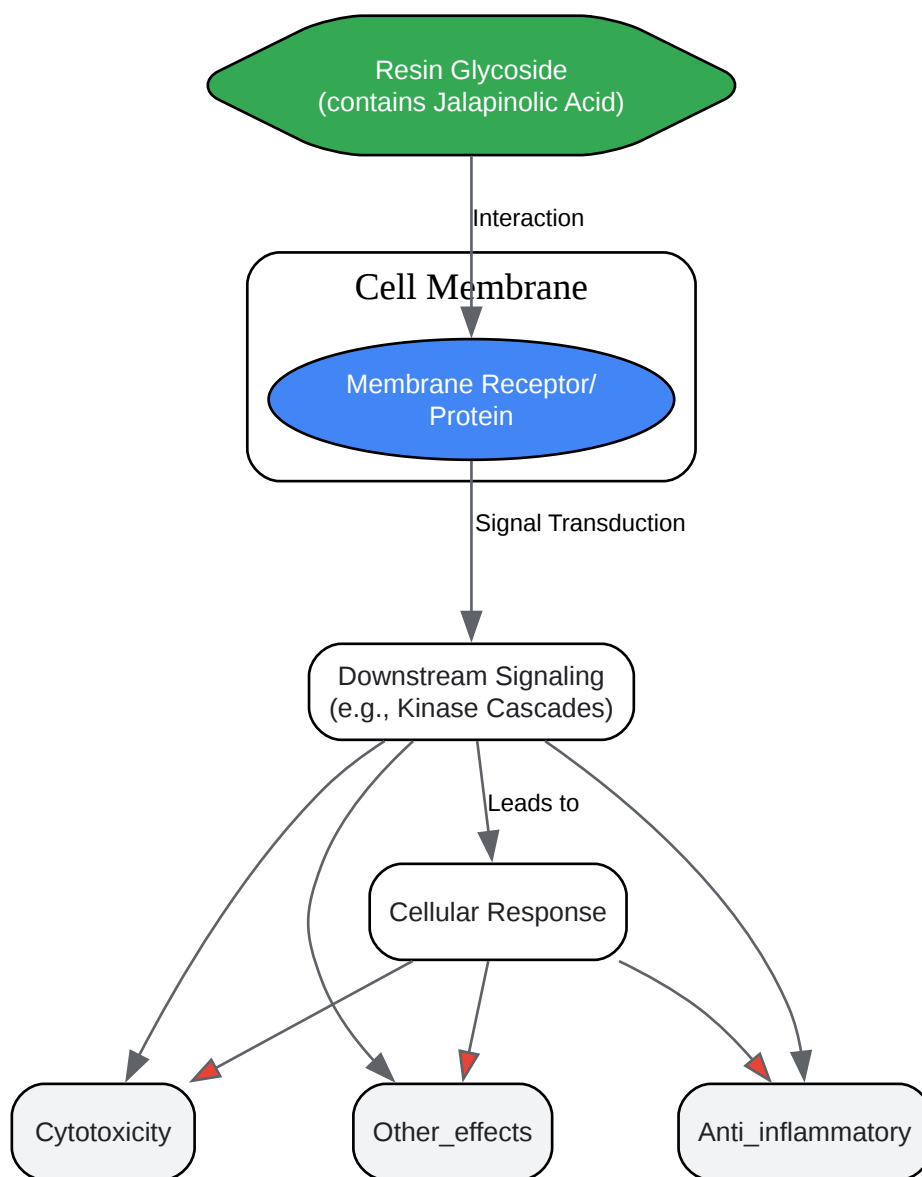 Resin Glycoside
(contains Jalapinolic Acid)
Interaction
Cell Membrane
Membrane Receptor/
Protein
Signal Transduction
Downstream Signaling
(e.g., Kinase Cascades)
Leads to
Cellular Response
Cytotoxicity
Other_effects
Anti_inflammatory